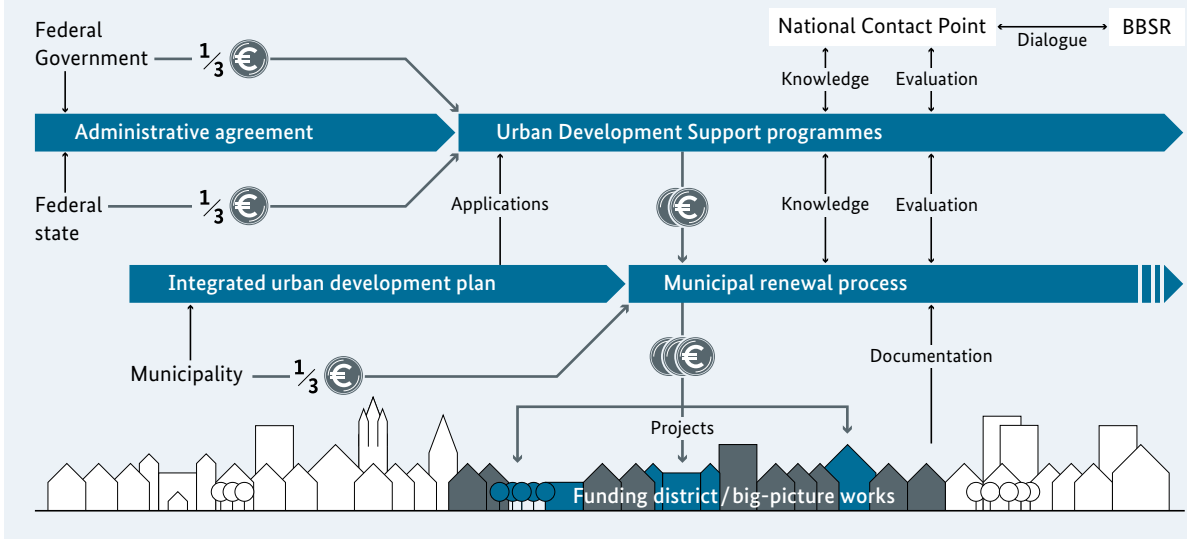 Federal
Government
1/3 €
National Contact Point
Dialogue
BBSR
Knowledge
Evaluation
Administrative agreement
Urban Development Support programmes
Federal
state
1/3 €
Applications
€
Knowledge
Evaluation
Integrated urban development plan
Municipal renewal process
Municipality
1/3 €
€
Documentation
Projects
Funding district / big-picture works